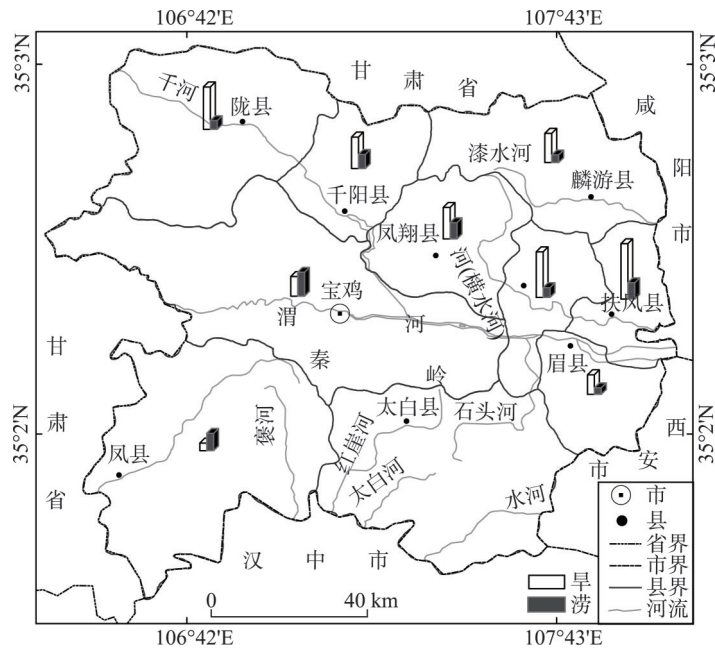 106°42'E
107°43'E
35°3'N
35°3'N
甘肃省
咸阳市
千河
陇县
漆水河
麟游县
千阳县
凤翔县
河(横水河)
扶风县
宝鸡
渭河
秦岭
眉县
甘肃省
太白县
石头河
红崖河
褒河
太白河
凤县
水河
西安市
35°2'N
35°2'N
汉中市
0
40 km
旱
涝
市
县
省界
市界
县界
河流
106°42'E
107°43'E